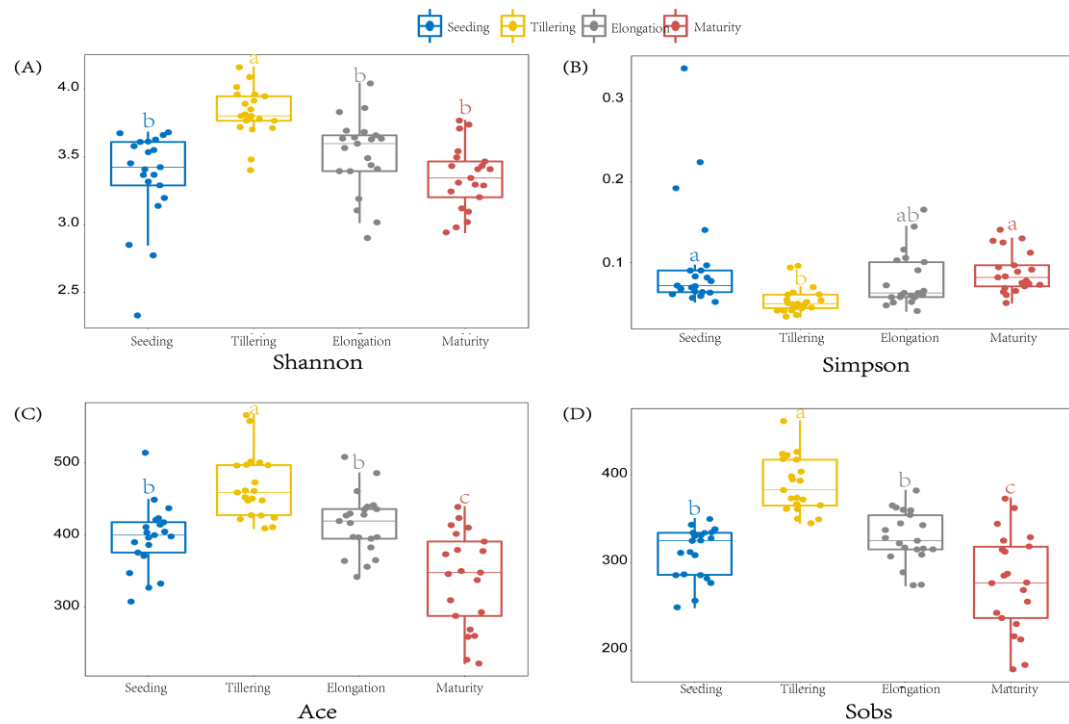 Seeding Tillering Elongation Maturity
(A)
4.0
3.5
3.0
2.5
b
a
b
b
Seeding Tillering Elongation Maturity
Shannon
(B)
0.3
0.2
0.1
a
b
ab
a
Seeding Tillering Elongation Maturity
Simpson
(C)
500
400
300
b
a
b
c
Seeding Tillering Elongation Maturity
Ace
(D)
400
300
200
b
a
b
c
Seeding Tillering Elongation Maturity
Sobs